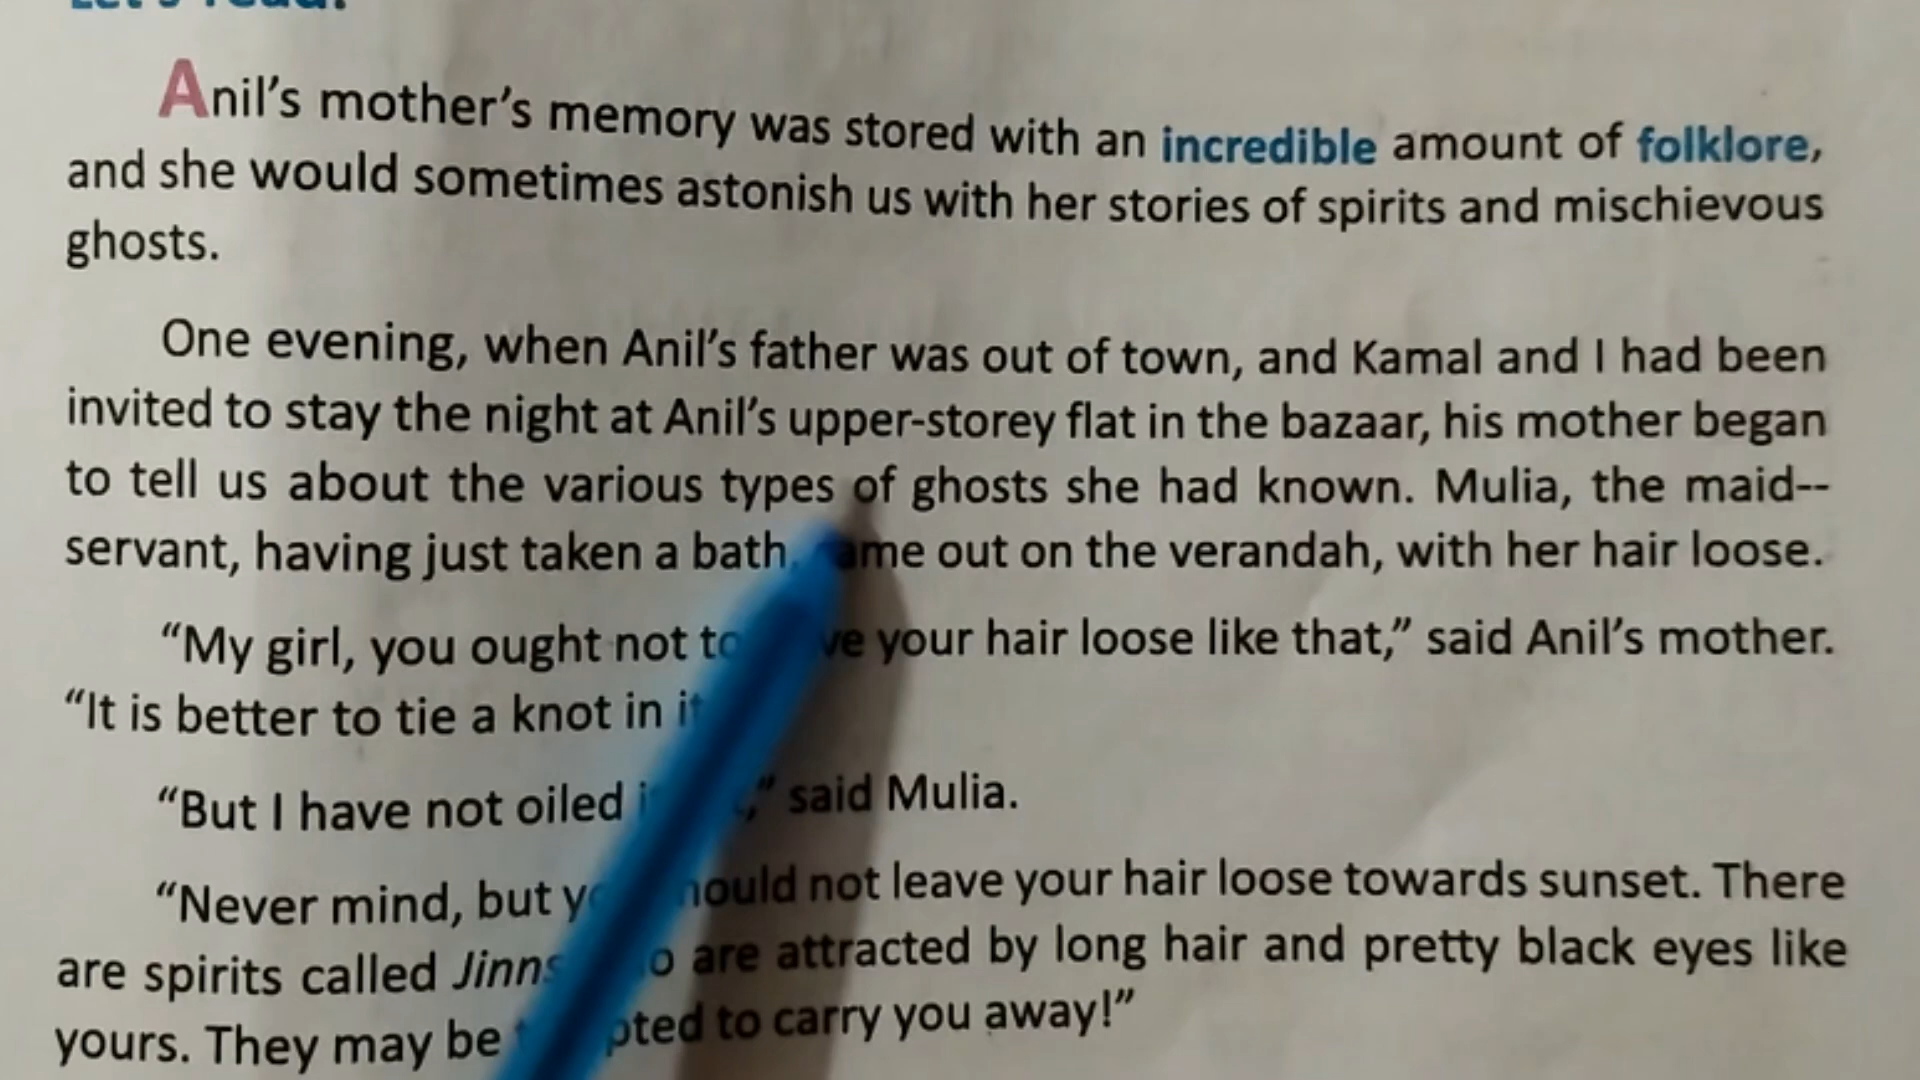 Let's read!
Anil's mother's memory was stored with an incredible amount of folklore,
and she would sometimes astonish us with her stories of spirits and mischievous
ghosts.
One evening, when Anil's father was out of town, and Kamal and I had been
invited to stay the night at Anil's upper-storey flat in the bazaar, his mother began
to tell us about the various types of ghosts she had known. Mulia, the maid--
servant, having just taken a bath, came out on the verandah, with her hair loose.
“My girl, you ought not to your hair loose like that,” said Anil's mother.
“It is better to tie a knot in it
“But I have not oiled said Mulia.
“Never mind, but you should not leave your hair loose towards sunset. There
are spirits called Jinns who are attracted by long hair and pretty black eyes like
yours. They may be tempted to carry you away!”